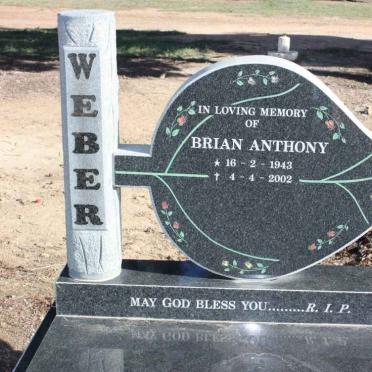 WEBER
IN LOVING MEMORY
OF
BRIAN ANTHONY
★ 16 - 2 - 1943
† 4 - 4 - 2002
MAY GOD BLESS YOU.........R. I. P.